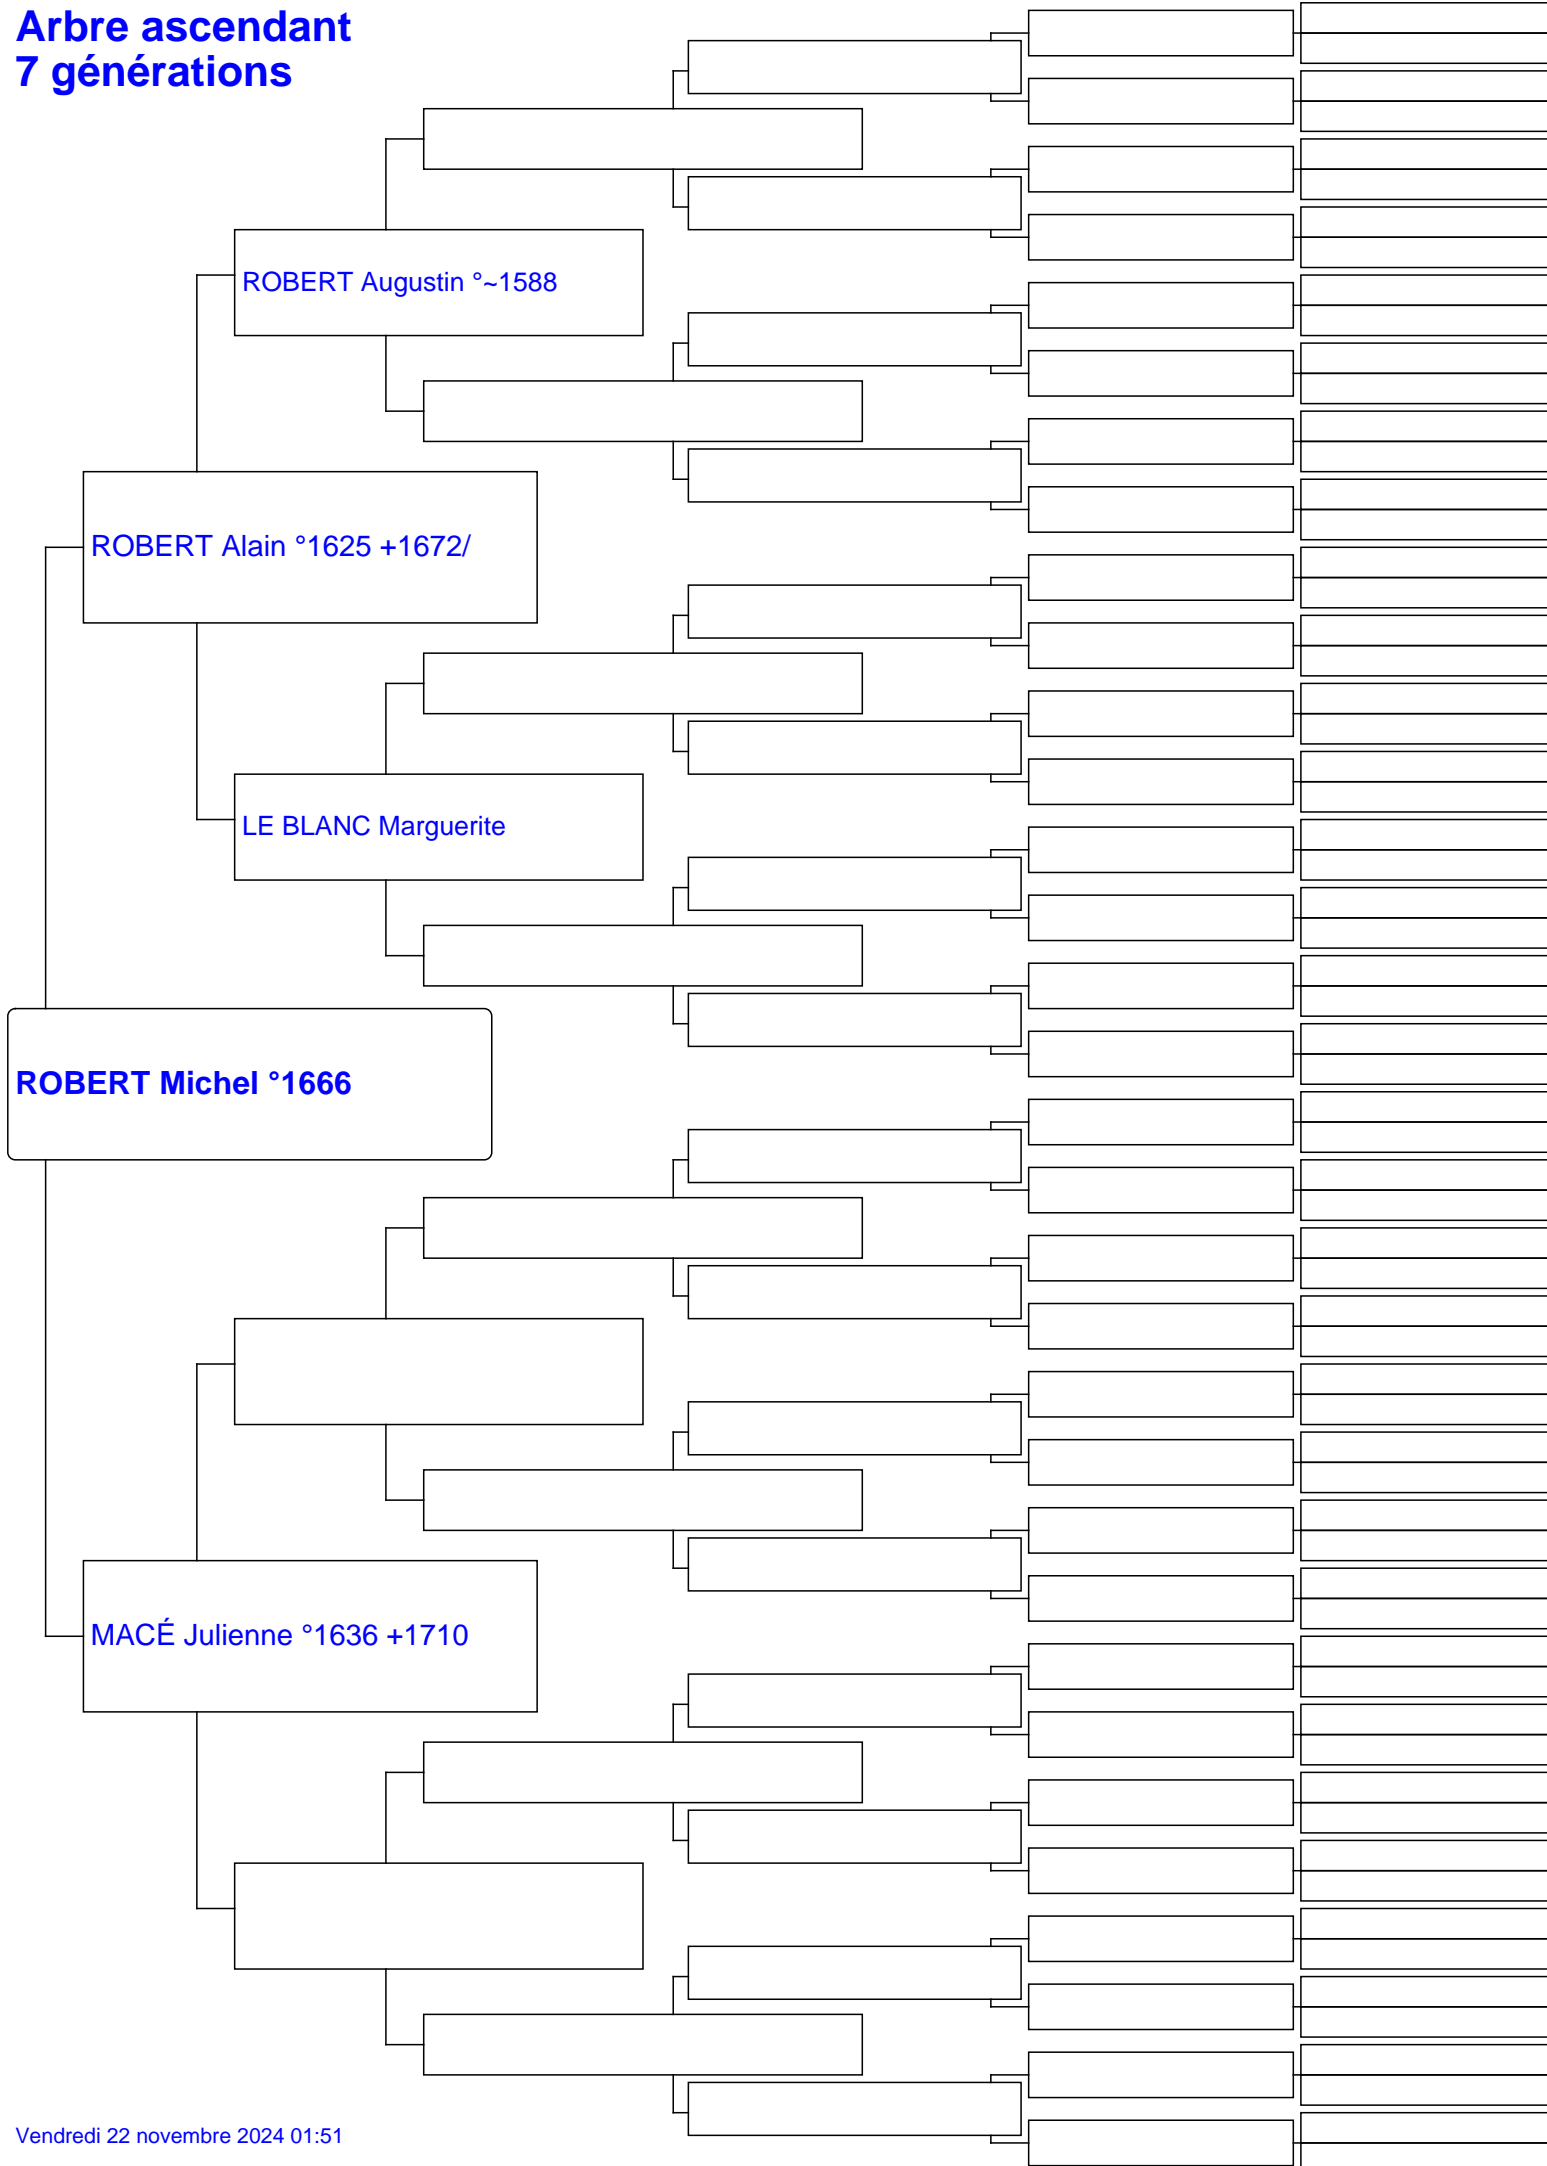 Arbre ascendant
7 générations
ROBERT Augustin °~1588
ROBERT Alain °1625 +1672/
LE BLANC Marguerite
ROBERT Michel °1666
MACÉ Julienne °1636 +1710
Vendredi 22 novembre 2024 01:51